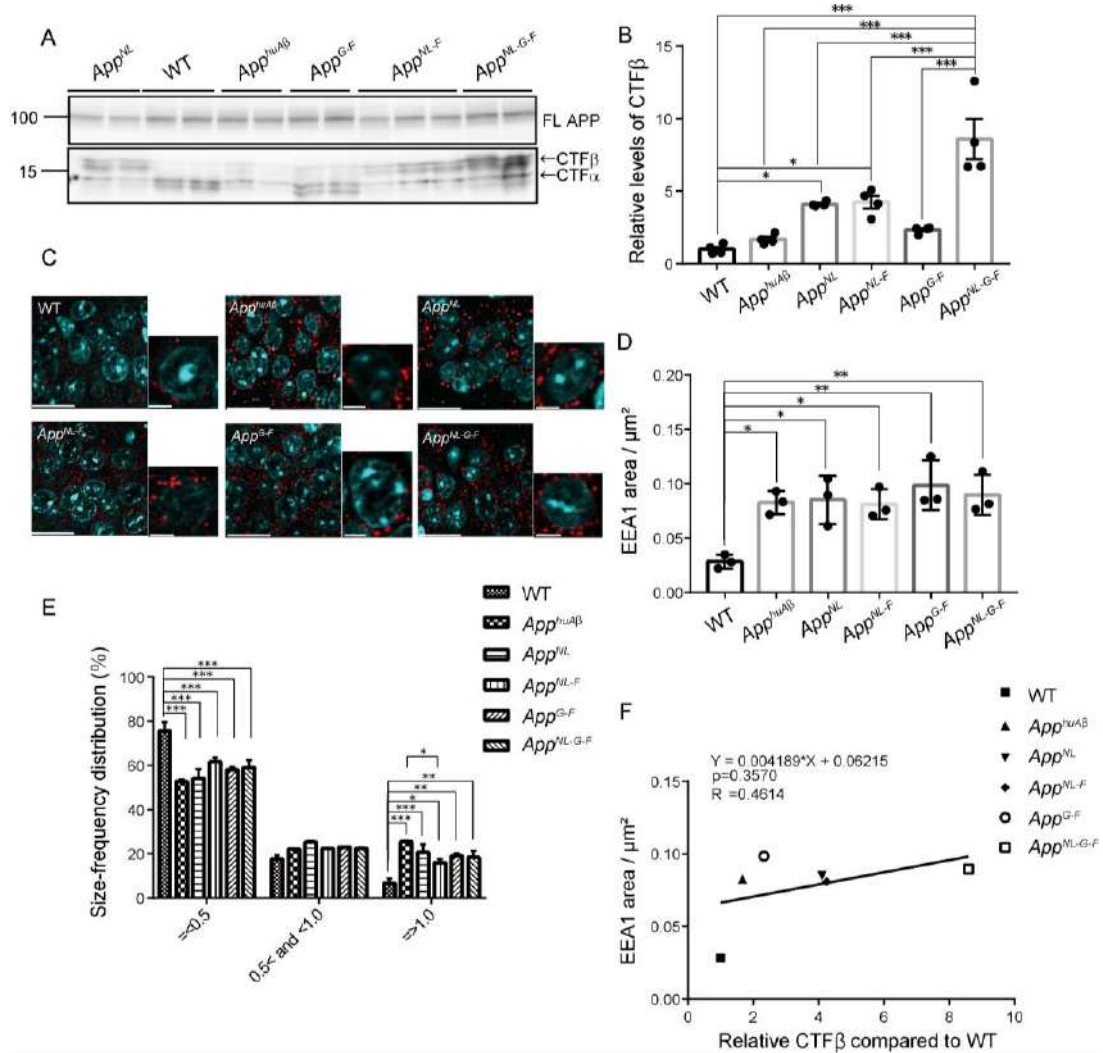 A
App^NL WT App^huAβ App^G-F App^NL-F App^NL-G-F
100
FL APP
15
←CTFβ
←CTFα
B
***
***
***
***
***
*
*
Relative levels of CTFβ
15
10
5
0
WT App^huAβ App^NL App^NL-F App^G-F App^NL-G-F
C
WT App^huAβ App^NL
App^NL-F App^G-F App^NL-G-F
D
**
**
*
*
*
EEA1 area / μm²
0.20
0.15
0.10
0.05
0.00
WT App^huAβ App^NL App^NL-F App^G-F App^NL-G-F
E
WT
App^huAβ
App^NL
App^NL-F
App^G-F
App^NL-G-F
Size-frequency distribution (%)
100
80
60
40
20
0
***
***
***
***
***
*
**
**
*
***
***
=<0.5
0.5< and <1.0
=>1.0
F
WT
App^huAβ
App^NL
App^NL-F
App^G-F
App^NL-G-F
Y = 0.004189*X + 0.06215
p=0.3570
R =0.4614
EEA1 area / μm²
0.15
0.10
0.05
0.00
0 2 4 6 8 10
Relative CTFβ compared to WT